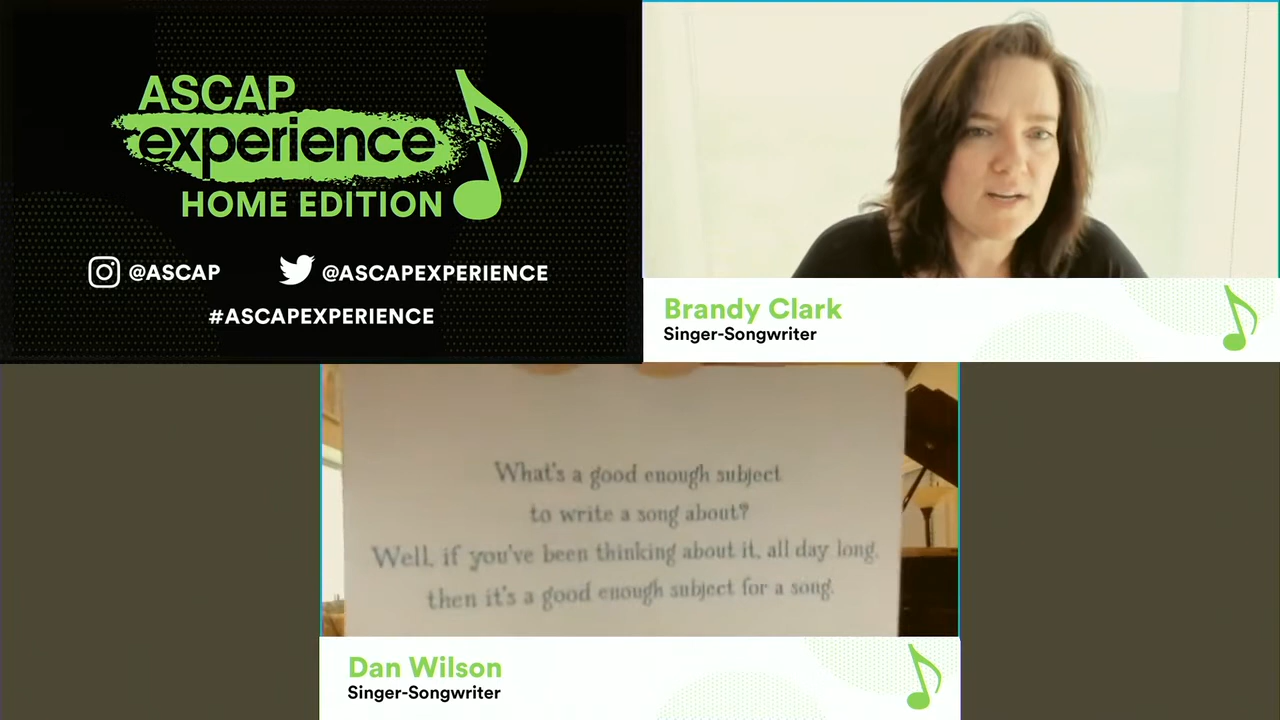 ASCAP
experience
HOME EDITION
@ASCAP
@ASCAPEXPERIENCE
#ASCAPEXPERIENCE
Brandy Clark
Singer-Songwriter
What's a good enough subject
to write a song about?
Well, if you've been thinking about it, all day long,
then it's a good enough subject for a song.
Dan Wilson
Singer-Songwriter